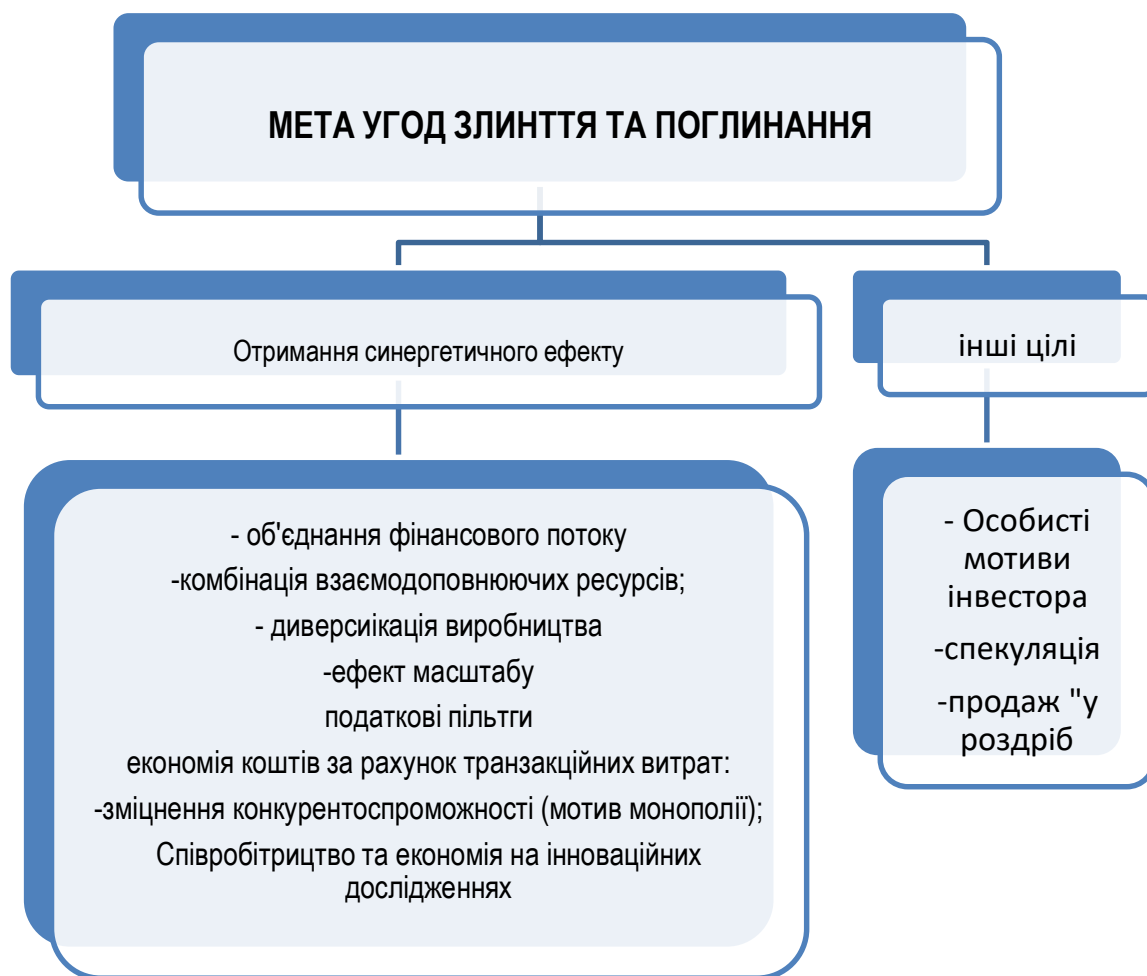 МЕТА УГОД ЗЛИНТТЯ ТА ПОГЛИНАННЯ
Отримання синергетичного ефекту
інші цілі
- об'єднання фінансового потоку
-комбінація взаємодоповнюючих ресурсів;
- диверсиікація виробництва
-ефект масштабу
податкові пільтги
економія коштів за рахунок транзакційних витрат:
-зміцнення конкурентоспроможності (мотив монополії);
Співробітрицтво та економія на інноваційних
дослідженнях
- Особисті
мотиви
інвестора
-спекуляція
-продаж "у
роздріб